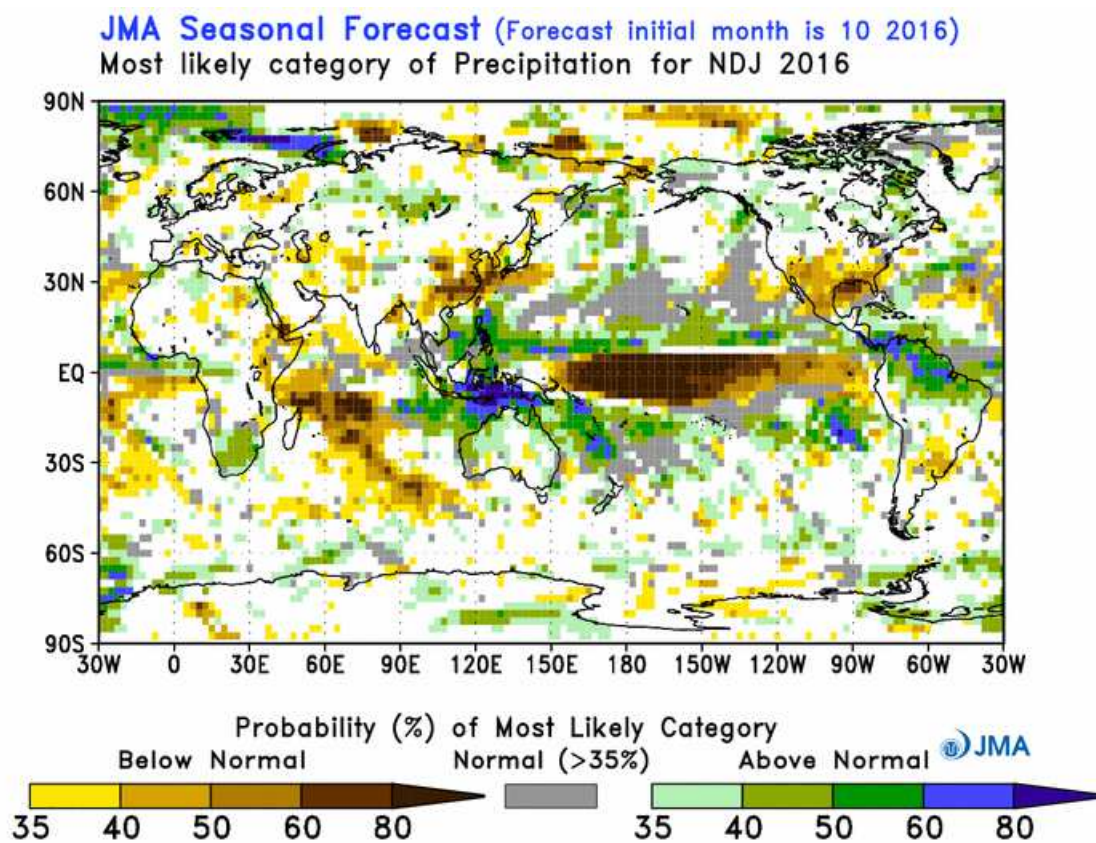 JMA Seasonal Forecast (Forecast initial month is 10 2016)
Most likely category of Precipitation for NDJ 2016
90N
60N
30N
EQ
30S
60S
90S
30W 0 30E 60E 90E 120E 150E 180 150W 120W 90W 60W 30W
Probability (%) of Most Likely Category
Below Normal Normal (>35%) Above Normal JMA
35 40 50 60 80 35 40 50 60 80